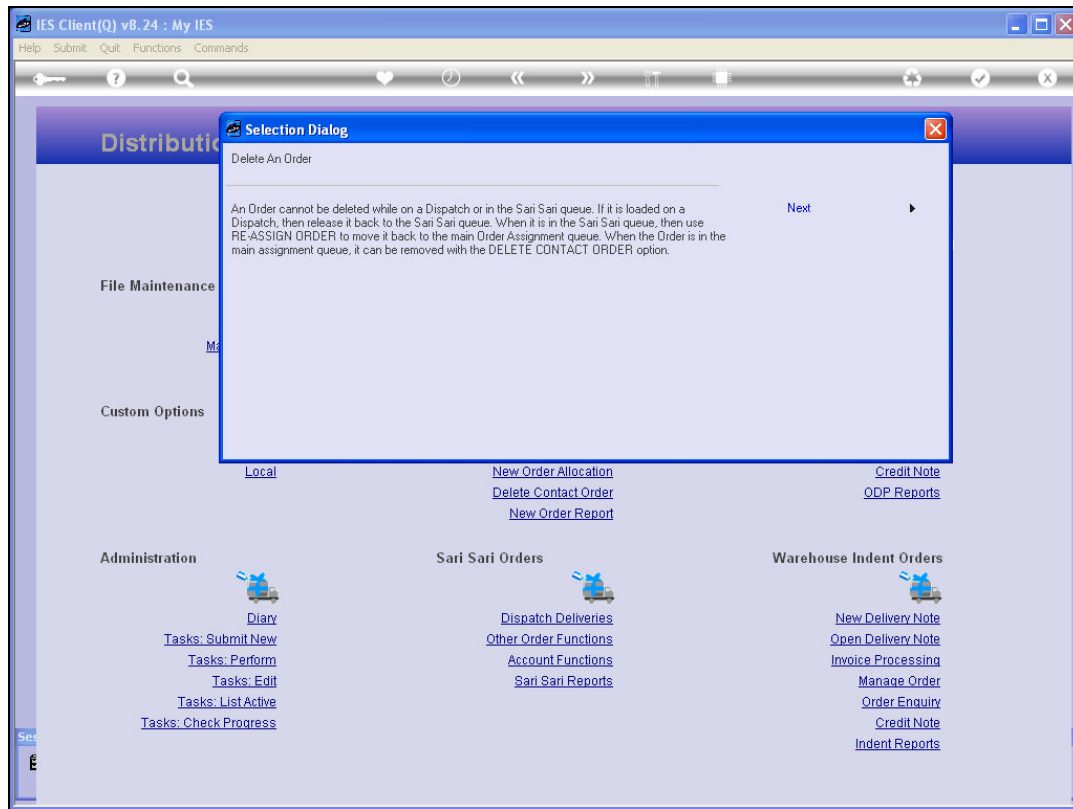 IES Client(Q) v8.24 : My IES
Help Submit Quit Functions Commands
Selection Dialog
Delete An Order
An Order cannot be deleted while on a Dispatch or in the Sari Sari queue. If it is loaded on a
Dispatch, then release it back to the Sari Sari queue. When it is in the Sari Sari queue, then use
RE-ASSIGN ORDER to move it back to the main Order Assignment queue. When the Order is in the
main assignment queue, it can be removed with the DELETE CONTACT ORDER option.
Next
File Maintenance
Custom Options
Local
New Order Allocation
Credit Note
Delete Contact Order
ODP Reports
New Order Report
Administration
Sari Sari Orders
Warehouse Indent Orders
Diary
Dispatch Deliveries
New Delivery Note
Tasks: Submit New
Other Order Functions
Open Delivery Note
Tasks: Perform
Account Functions
Invoice Processing
Tasks: Edit
Sari Sari Reports
Manage Order
Tasks: List Active
Order Enquiry
Tasks: Check Progress
Credit Note
Indent Reports